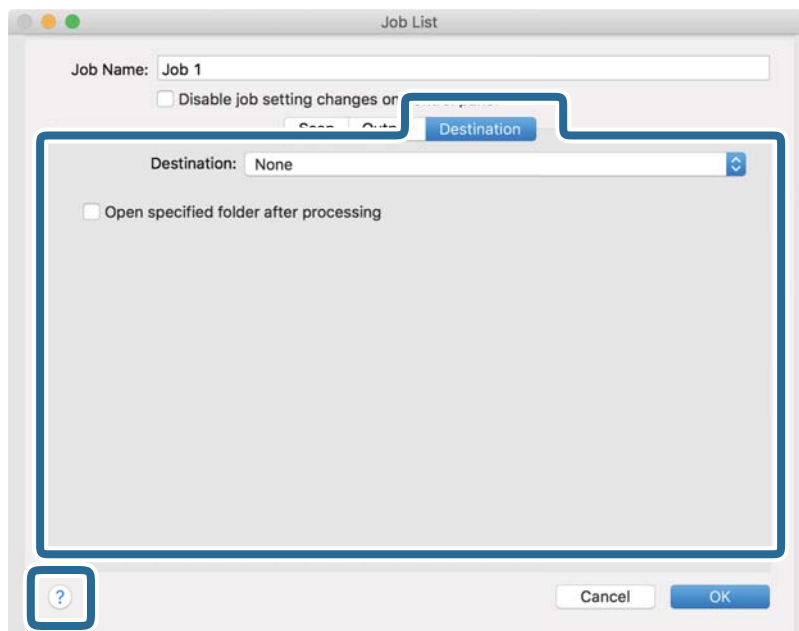 Job List
Job Name: Job 1
Disable job setting changes on
Destination
Destination: None
Open specified folder after processing
?
Cancel OK